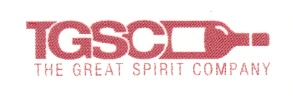 TGSC
THE GREAT SPIRIT COMPANY